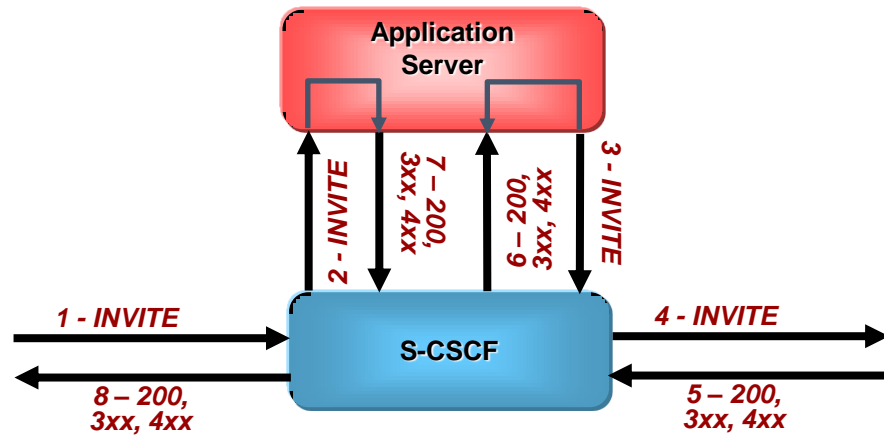 Application
Server
2 - INVITE
7 – 200,
3xx, 4xx
6 – 200,
3xx, 4xx
3 - INVITE
1 - INVITE
S-CSCF
4 - INVITE
8 – 200,
3xx, 4xx
5 – 200,
3xx, 4xx